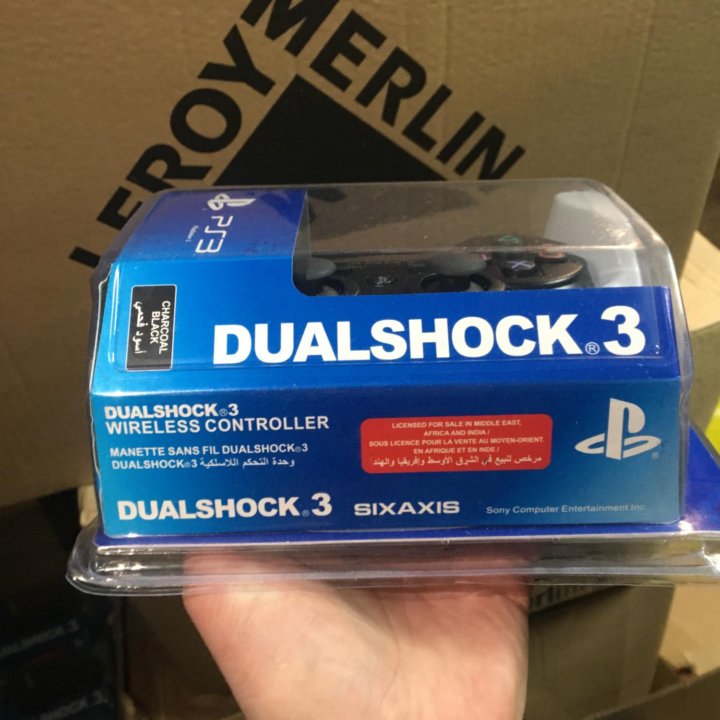 LEROY
MERLIN
PS3
CHARCOAL
BLACK
أسود فحمي
DUALSHOCK® 3
DUALSHOCK®3
WIRELESS CONTROLLER
MANETTE SANS FIL DUALSHOCK®3
وحدة التحكم اللاسلكية DUALSHOCK®3
LICENSED FOR SALE IN MIDDLE EAST,
AFRICA AND INDIA /
SOUS LICENCE POUR LA VENTE AU MOYEN-ORIENT.
EN AFRIQUE ET EN INDE /
مرخص للبيع في الشرق الأوسط وأفريقيا والهند
DUALSHOCK® 3 SIXAXIS
Sony Computer Entertainment Inc.